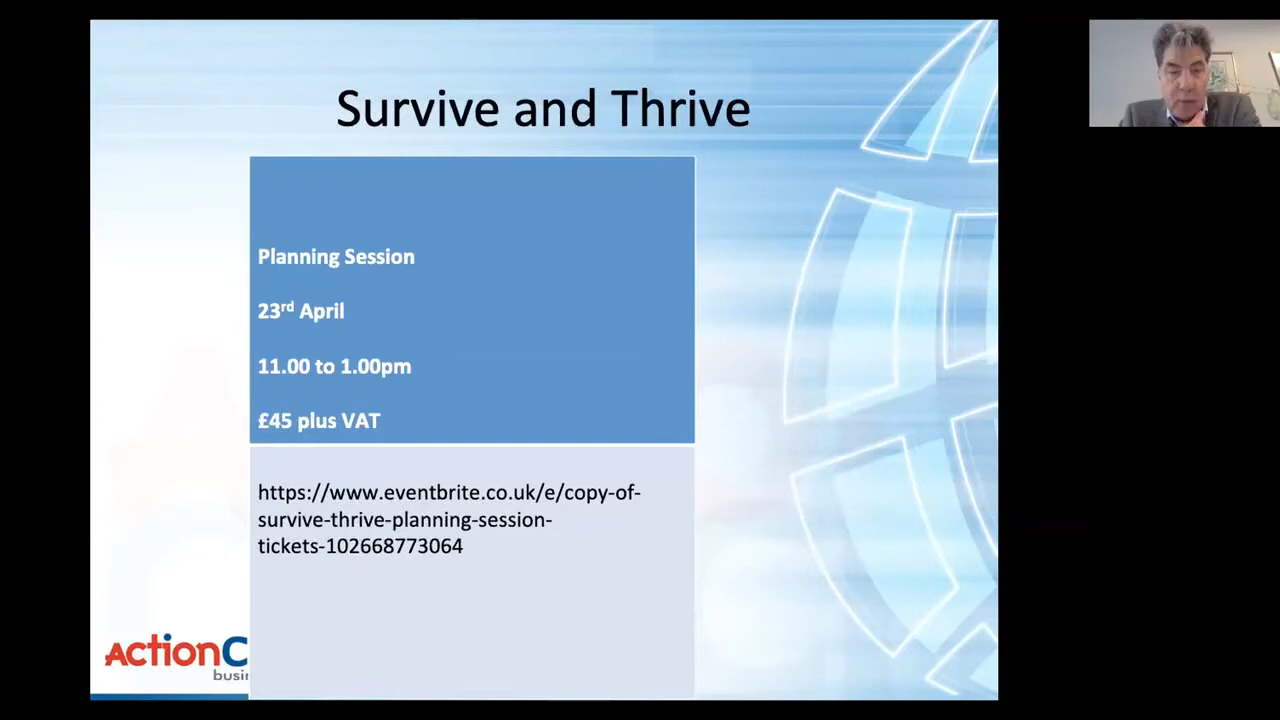 Survive and Thrive
Planning Session
23rd April
11.00 to 1.00pm
£45 plus VAT
https://www.eventbrite.co.uk/e/copy-of-
survive-thrive-planning-session-
tickets-102668773064
ActionC
busi